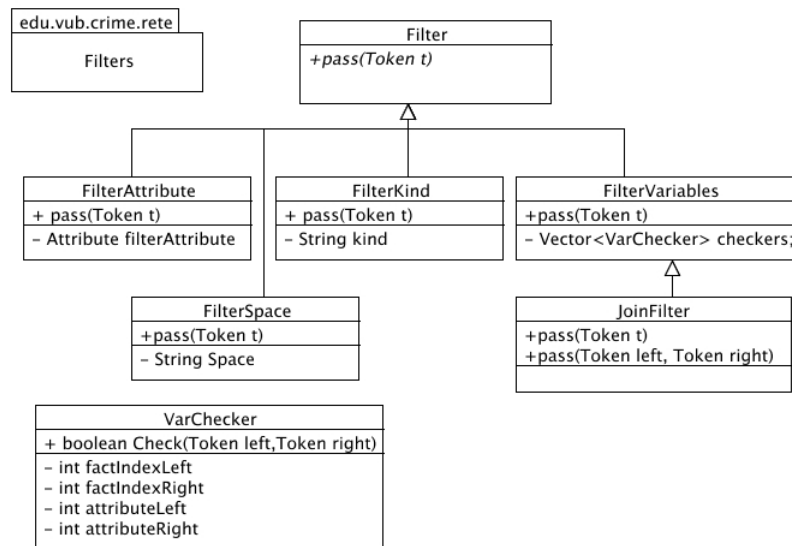 edu.vub.crime.rete
Filters
Filter
+pass(Token t)
FilterAttribute
+ pass(Token t)
- Attribute filterAttribute
FilterKind
+ pass(Token t)
- String kind
FilterVariables
+pass(Token t)
- Vector<VarChecker> checkers;
FilterSpace
+pass(Token t)
- String Space
JoinFilter
+pass(Token t)
+pass(Token left, Token right)
VarChecker
+ boolean Check(Token left,Token right)
- int factIndexLeft
- int factIndexRight
- int attributeLeft
- int attributeRight